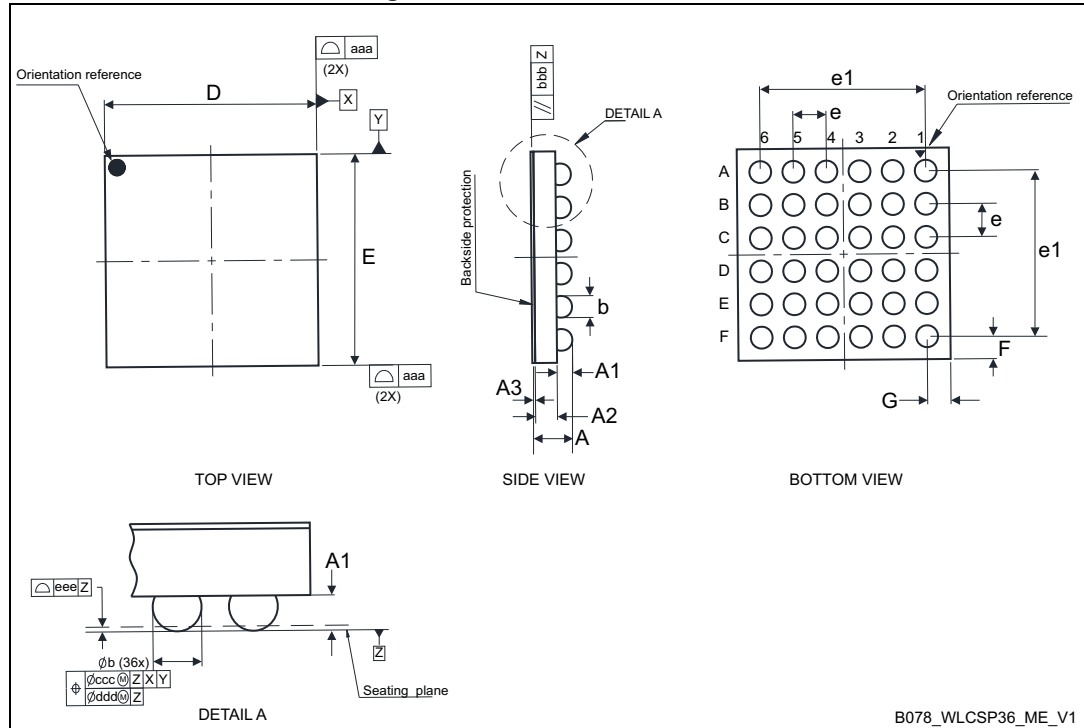 aaa
(2X)
Orientation reference
D
X
Y
E
aaa
(2X)
TOP VIEW
bbb Z
DETAIL A
Backside protection
b
A1
A3
A2
A
SIDE VIEW
e1
Orientation reference
e
6 5 4 3 2 1
A
B
C
D
E
F
e
e1
F
G
BOTTOM VIEW
A1
eee Z
Z
Øb (36x)
Øccc Ⓜ Z X Y
Øddd Ⓜ Z
Seating plane
DETAIL A
B078_WLCSP36_ME_V1